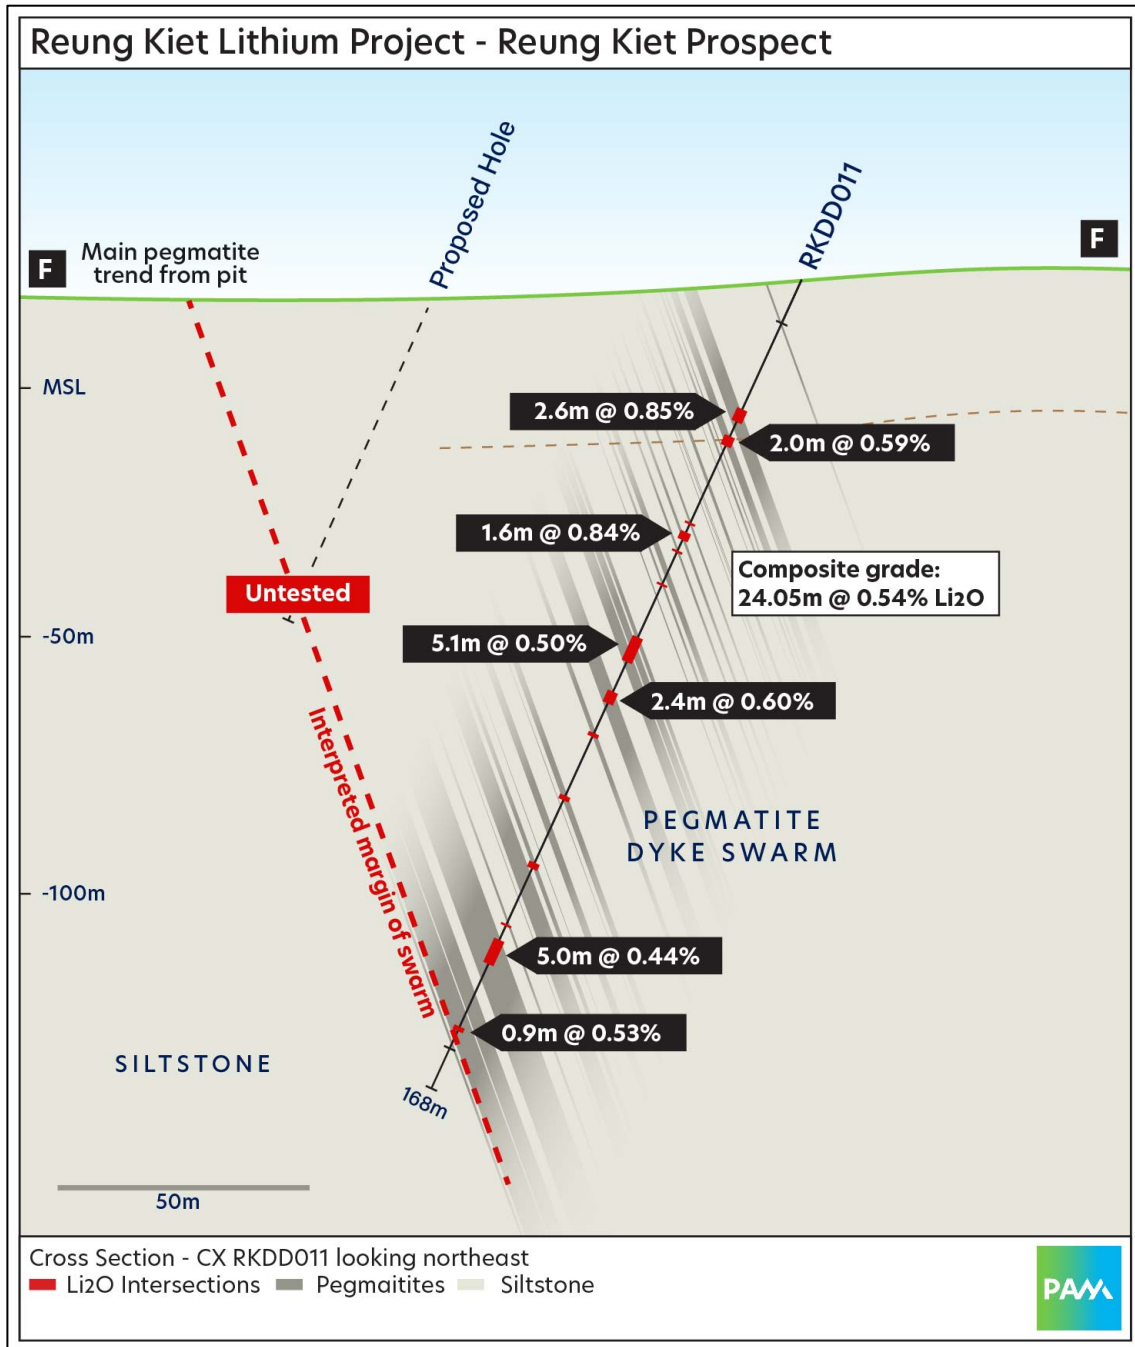 Reung Kiet Lithium Project - Reung Kiet Prospect
Proposed Hole
RKDD011
F
Main pegmatite
trend from pit
F
MSL
2.6m @ 0.85%
2.0m @ 0.59%
1.6m @ 0.84%
Composite grade:
24.05m @ 0.54% Li2O
Untested
-50m
5.1m @ 0.50%
2.4m @ 0.60%
Interpreted margin of swarm
PEGMATITE
DYKE SWARM
-100m
5.0m @ 0.44%
0.9m @ 0.53%
SILTSTONE
168m
50m
Cross Section - CX RKDD011 looking northeast
Li2O Intersections
Pegmaitites
Siltstone
PAM